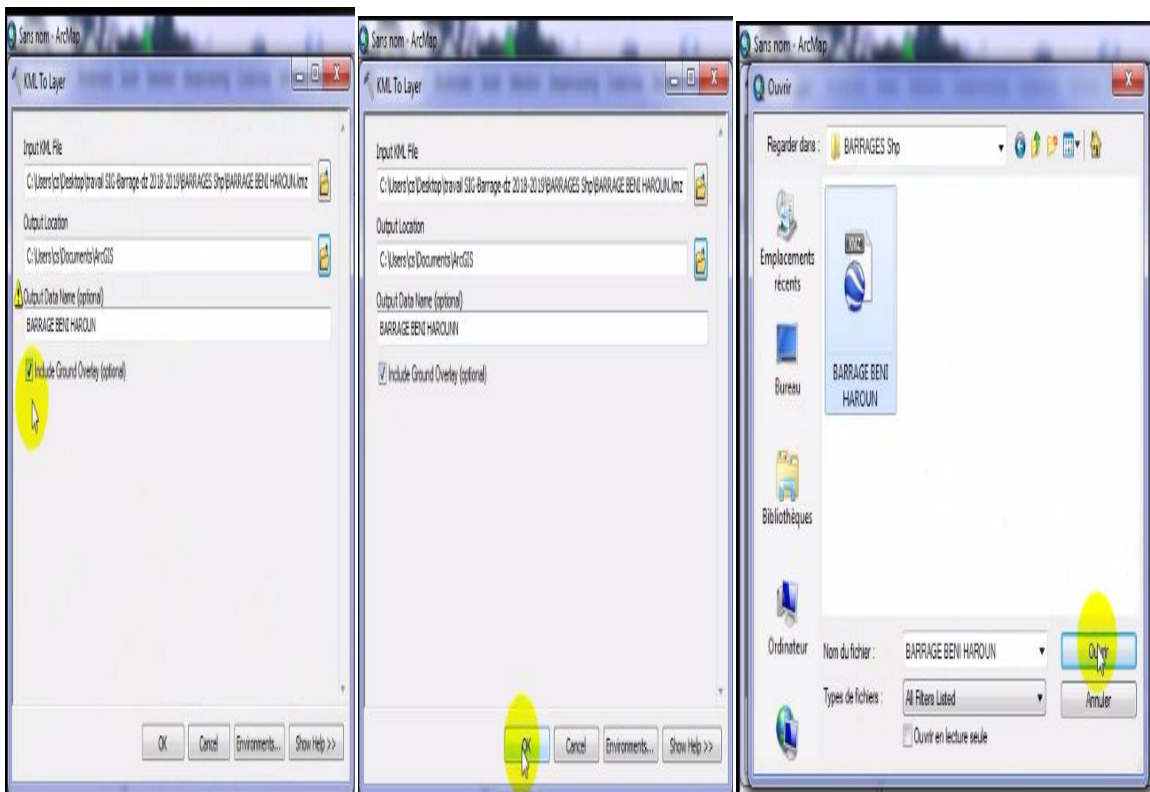 Sans nom - ArcMap
KML To Layer
Input KML File
C:\Users\cs\Desktop\travail SIG-Barrage-dz 2018-2019\BARRAGES Shp\BARRAGE BENI HAROUN.kmz
Output Location
C:\Users\cs\Documents\ArcGIS
Output Data Name (optional)
BARRAGE BENI HAROUN
Include Ground Overlay (optional)
OK Cancel Environments... Show Help >>
Sans nom - ArcMap
KML To Layer
Input KML File
C:\Users\cs\Desktop\travail SIG-Barrage-dz 2018-2019\BARRAGES Shp\BARRAGE BENI HAROUN.kmz
Output Location
C:\Users\cs\Documents\ArcGIS
Output Data Name (optional)
BARRAGE BENI HAROUNN
Include Ground Overlay (optional)
OK Cancel Environments... Show Help >>
Sans nom - ArcMap
Ouvrir
Regarder dans : BARRAGES Shp
Emplacements
récents
Bureau
Bibliothèques
Ordinateur
KMZ
BARRAGE BENI
HAROUN
Nom du fichier : BARRAGE BENI HAROUN Ouvrir
Types de fichiers : All Filters Listed Annuler
Ouvrir en lecture seule